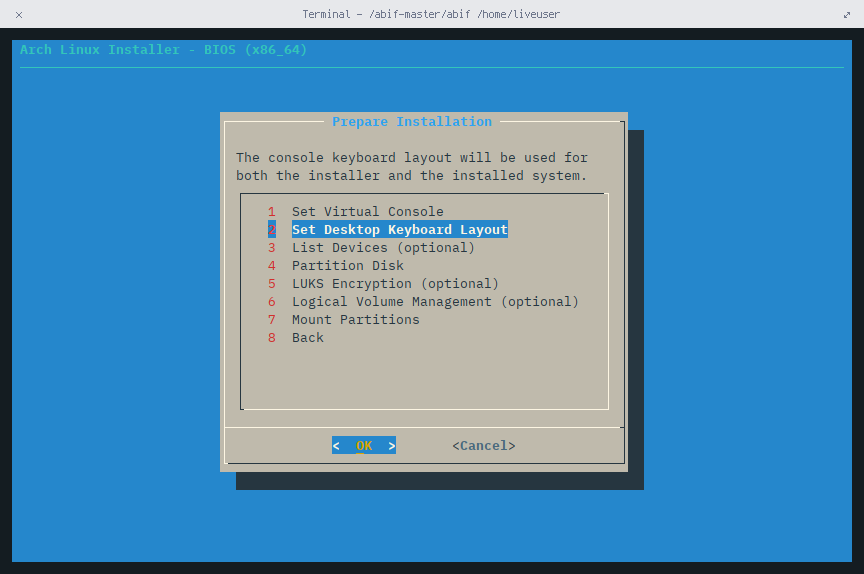 Terminal - /abif-master/abif /home/liveuser
Arch Linux Installer - BIOS (x86_64)
Prepare Installation
The console keyboard layout will be used for
both the installer and the installed system.
1 Set Virtual Console
2 Set Desktop Keyboard Layout
3 List Devices (optional)
4 Partition Disk
5 LUKS Encryption (optional)
6 Logical Volume Management (optional)
7 Mount Partitions
8 Back
< OK > <Cancel>